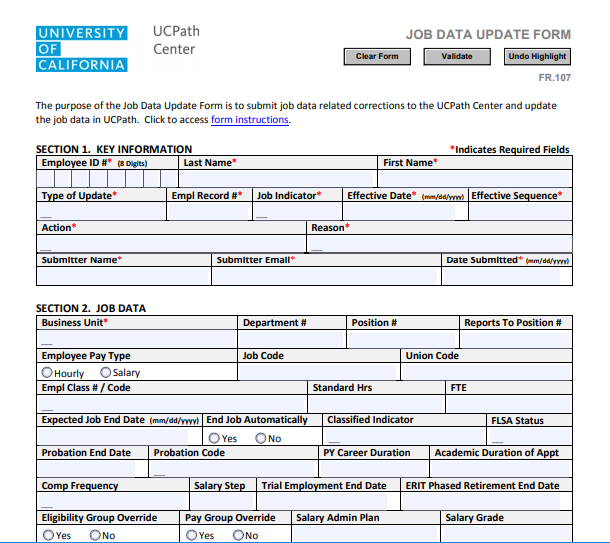 UNIVERSITY
OF
CALIFORNIA
UCPath
Center
JOB DATA UPDATE FORM
Clear Form Validate Undo Highlight
FR.107
The purpose of the Job Data Update Form is to submit job data related corrections to the UCPath Center and update
the job data in UCPath. Click to access form instructions.
SECTION 1. KEY INFORMATION *Indicates Required Fields
Employee ID #* (8 Digits) Last Name* First Name*
Type of Update* Empl Record #* Job Indicator* Effective Date* (mm/dd/yyyy) Effective Sequence*
Action* Reason*
Submitter Name* Submitter Email* Date Submitted* (mm/dd/yyyy)
SECTION 2. JOB DATA
Business Unit* Department # Position # Reports To Position #
Employee Pay Type Job Code Union Code
Hourly Salary
Empl Class # / Code Standard Hrs FTE
Expected Job End Date (mm/dd/yyyy) End Job Automatically Classified Indicator FLSA Status
Yes No
Probation End Date Probation Code PY Career Duration Academic Duration of Appt
Comp Frequency Salary Step Trial Employment End Date ERIT Phased Retirement End Date
Eligibility Group Override Pay Group Override Salary Admin Plan Salary Grade
Yes No Yes No